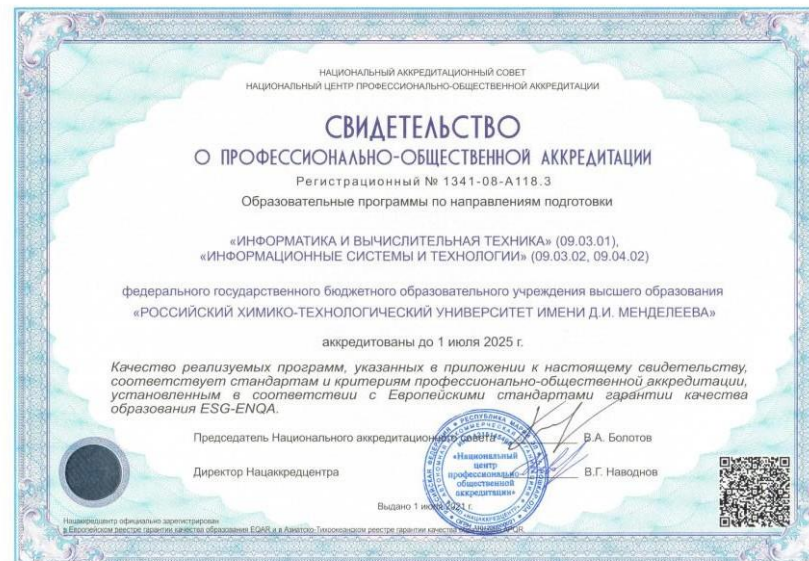 НАЦИОНАЛЬНЫЙ АККРЕДИТАЦИОННЫЙ СОВЕТ
НАЦИОНАЛЬНЫЙ ЦЕНТР ПРОФЕССИОНАЛЬНО-ОБЩЕСТВЕННОЙ АККРЕДИТАЦИИ
СВИДЕТЕЛЬСТВО
О ПРОФЕССИОНАЛЬНО-ОБЩЕСТВЕННОЙ АККРЕДИТАЦИИ
Регистрационный № 1341-08-А118.3
Образовательные программы по направлениям подготовки
«ИНФОРМАТИКА И ВЫЧИСЛИТЕЛЬНАЯ ТЕХНИКА» (09.03.01),
«ИНФОРМАЦИОННЫЕ СИСТЕМЫ И ТЕХНОЛОГИИ» (09.03.02, 09.04.02)
федерального государственного бюджетного образовательного учреждения высшего образования
«РОССИЙСКИЙ ХИМИКО-ТЕХНОЛОГИЧЕСКИЙ УНИВЕРСИТЕТ ИМЕНИ Д.И. МЕНДЕЛЕЕВА»
аккредитованы до 1 июля 2025 г.
Качество реализуемых программ, указанных в приложении к настоящему свидетельству,
соответствует стандартам и критериям профессионально-общественной аккредитации,
установленным в соответствии с Европейскими стандартами гарантии качества
образования ESG-ENQA.
Председатель Национального аккредитационного совета В.А. Болотов
Директор Нацаккредцентра В.Г. Наводнов
«Национальный
центр
профессионально-
общественной
аккредитации»
Выдано 1 июля 2021 г.
Нацаккредцентр официально зарегистрирован
в Европейском реестре гарантии качества образования EQAR и в Азиатско-Тихоокеанском реестре гарантии качества APQR.